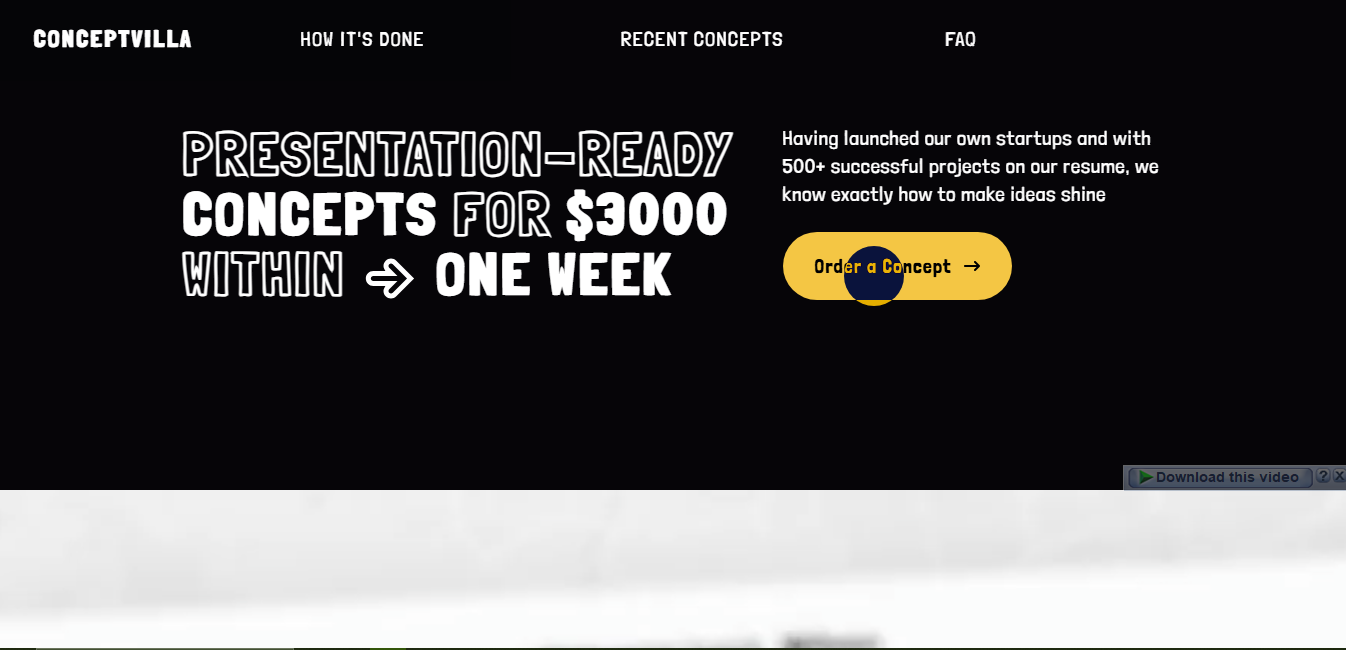 CONCEPTVILLA
HOW IT'S DONE
RECENT CONCEPTS
FAQ
PRESENTATION–READY
CONCEPTS FOR $3000
WITHIN → ONE WEEK
Having launched our own startups and with
500+ successful projects on our resume, we
know exactly how to make ideas shine
Order a Concept →
Download this video ? X